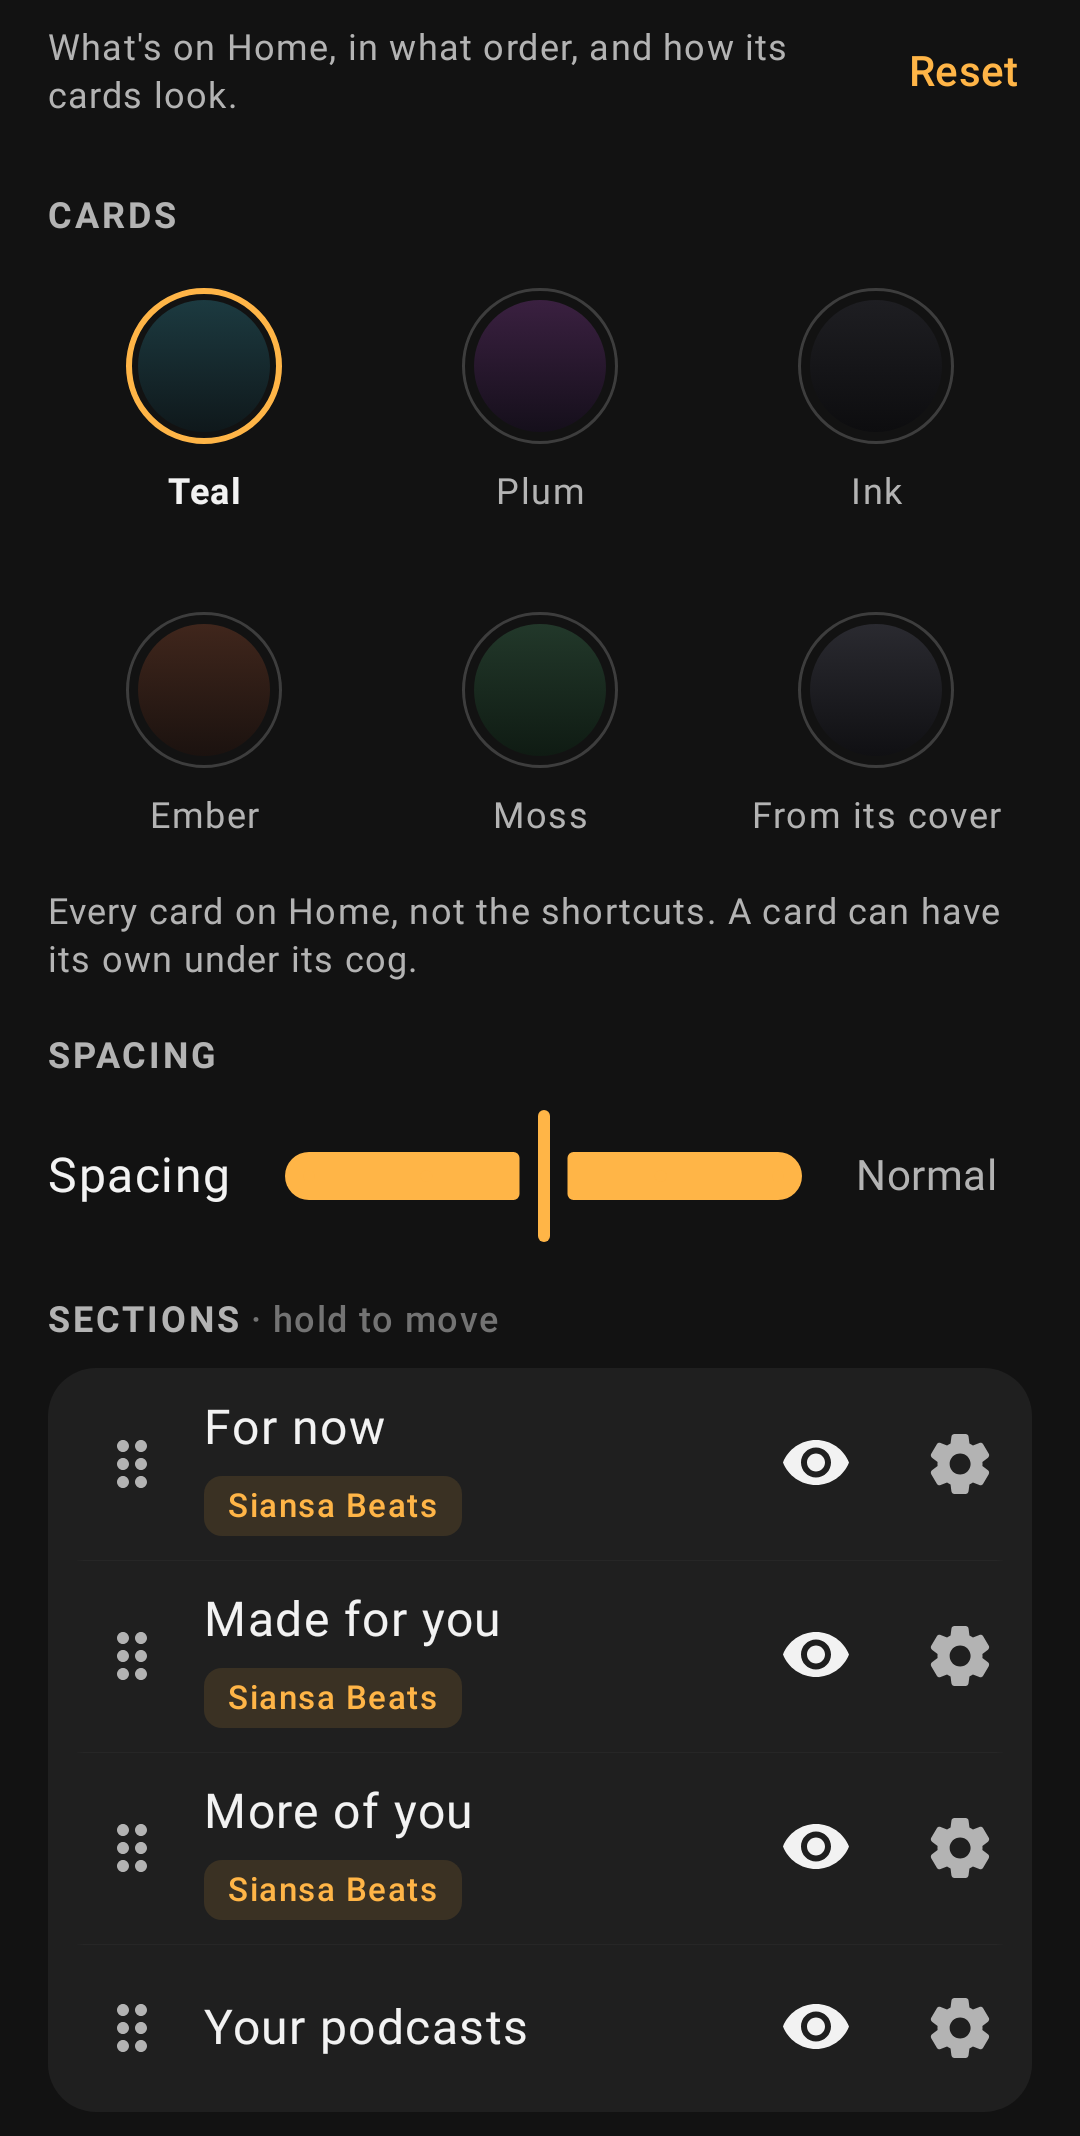 What's on Home, in what order, and how its
cards look.
Reset
CARDS
Teal
Plum
Ink
Ember
Moss
From its cover
Every card on Home, not the shortcuts. A card can have
its own under its cog.
SPACING
Spacing
Normal
SECTIONS · hold to move
For now
Siansa Beats
Made for you
Siansa Beats
More of you
Siansa Beats
Your podcasts